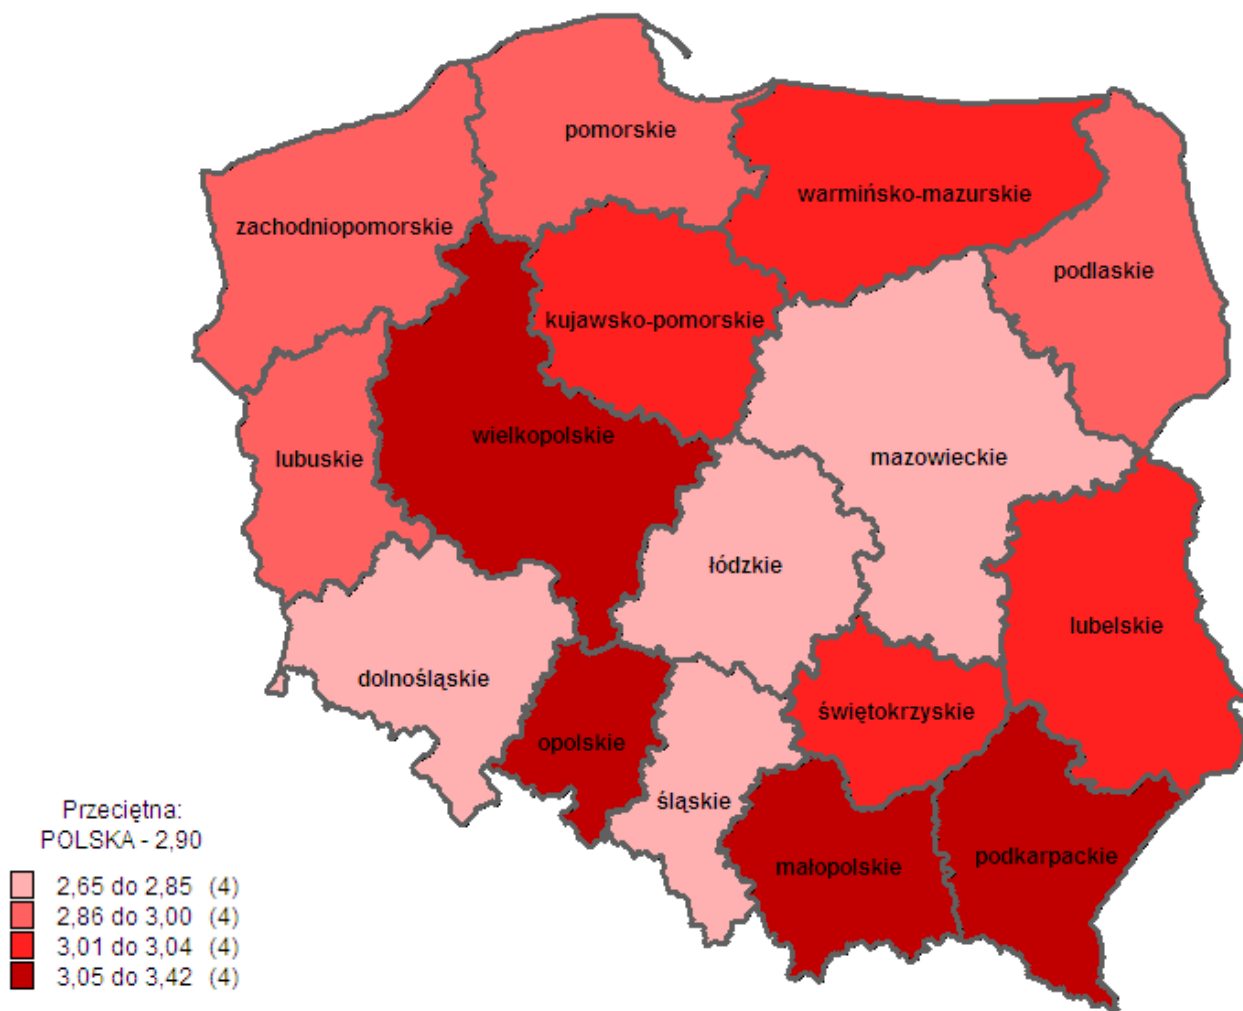 pomorskie
warmińsko-mazurskie
zachodniopomorskie
podlaskie
kujawsko-pomorskie
wielkopolskie
lubuskie
mazowieckie
łódzkie
lubelskie
dolnośląskie
świętokrzyskie
opolskie
śląskie
małopolskie
podkarpackie
Przeciętna:
POLSKA - 2,90
2,65 do 2,85 (4)
2,86 do 3,00 (4)
3,01 do 3,04 (4)
3,05 do 3,42 (4)